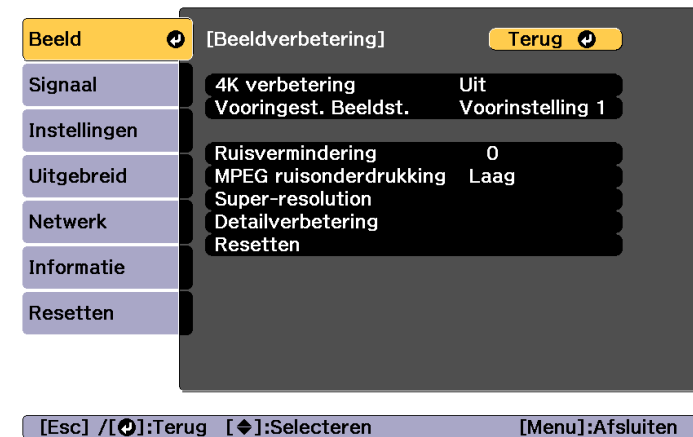 Beeld
[Beeldverbetering] Terug
Signaal
4K verbetering Uit
Vooringest. Beeldst. Voorinstelling 1
Instellingen
Ruisvermindering 0
Uitgebreid
MPEG ruisonderdrukking Laag
Super-resolution
Netwerk
Detailverbetering
Resetten
Informatie
Resetten
[Esc] /[ ]:Terug [ ]:Selecteren [Menu]:Afsluiten